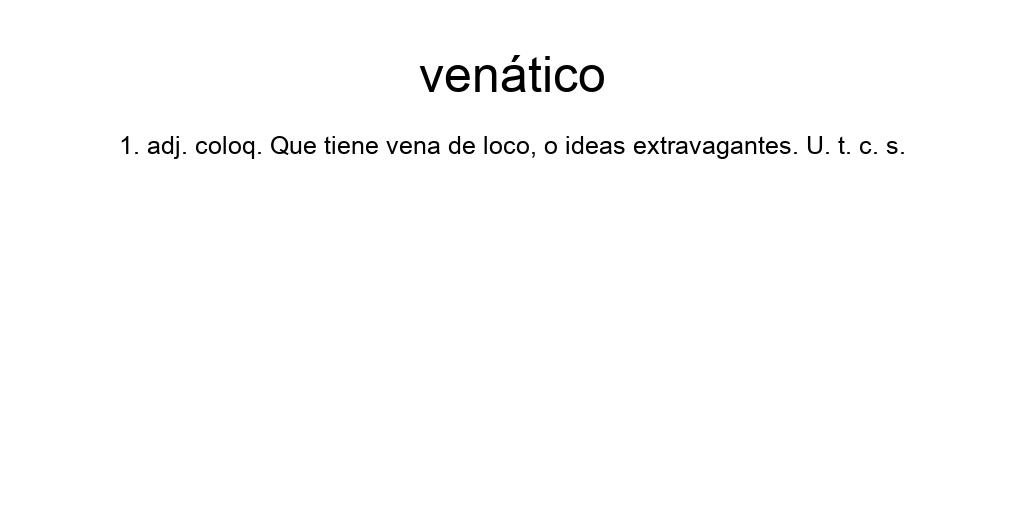 venático
1. adj. coloq. Que tiene vena de loco, o ideas extravagantes. U. t. c. s.